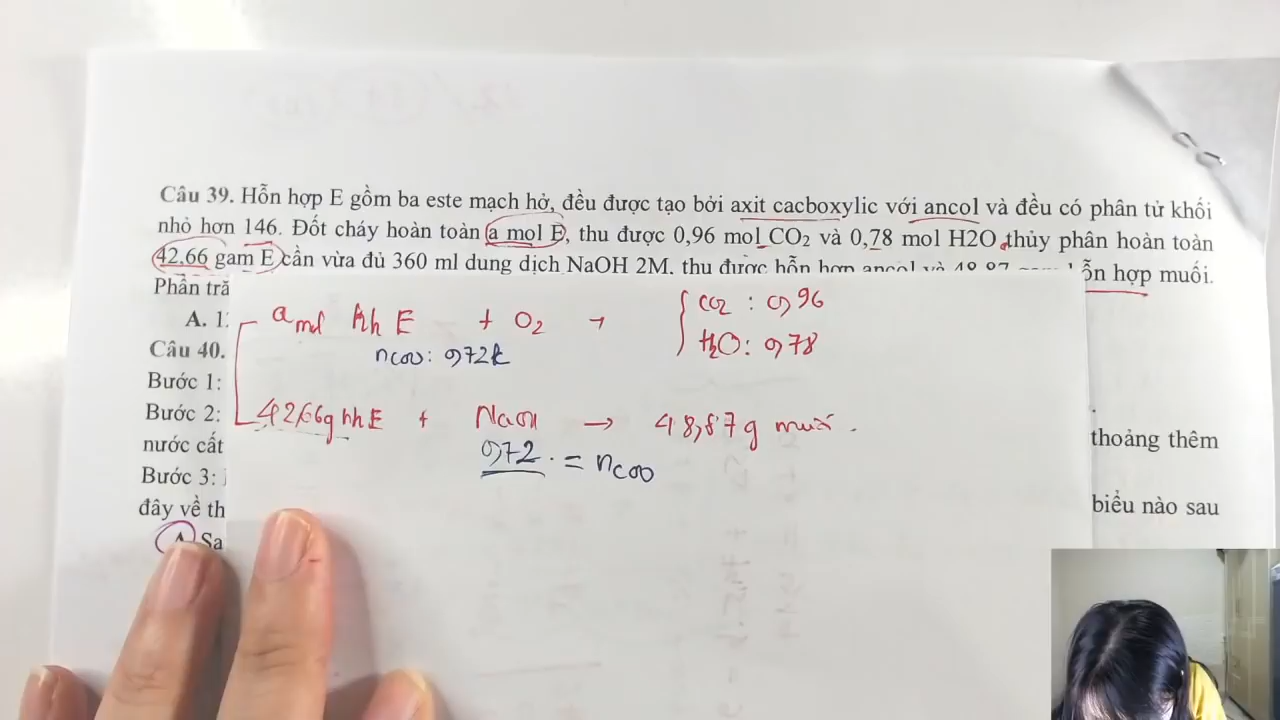 Câu 39. Hỗn hợp E gồm ba este mạch hở, đều được tạo bởi axit cacboxylic với ancol và đều có phân tử khối
nhỏ hơn 146. Đốt cháy hoàn toàn a mol E, thu được 0,96 mol CO2 và 0,78 mol H2O thủy phân hoàn toàn
42,66 gam E cần vừa đủ 360 ml dung dịch NaOH 2M, thu được hỗn hợp ancol và 48,87 gam hỗn hợp muối.
Phần tră
A. 1
a mol hh E + O2 → CO2 : 0,96
H2O: 0,78
nCOO: 0,72k
Câu 40.
Bước 1:
Bước 2:
42,66g hh E + NaOH → 48,87g muối.
0,72. = nCOO
nước cất
thoảng thêm
Bước 3:
đây về th
biểu nào sau
A Sa